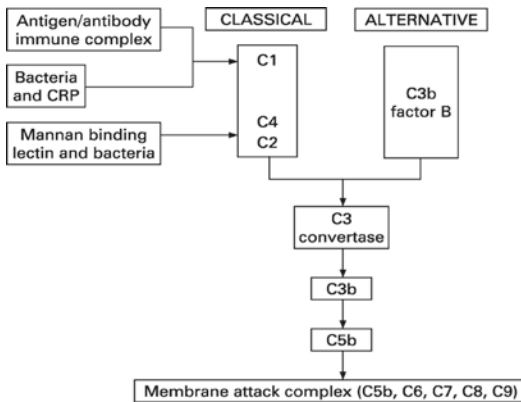 Antigen/antibody
immune complex
CLASSICAL
ALTERNATIVE
Bacteria
and CRP
C1
C4
C2
C3b
factor B
Mannan binding
lectin and bacteria
C3
convertase
C3b
C5b
Membrane attack complex (C5b, C6, C7, C8, C9)